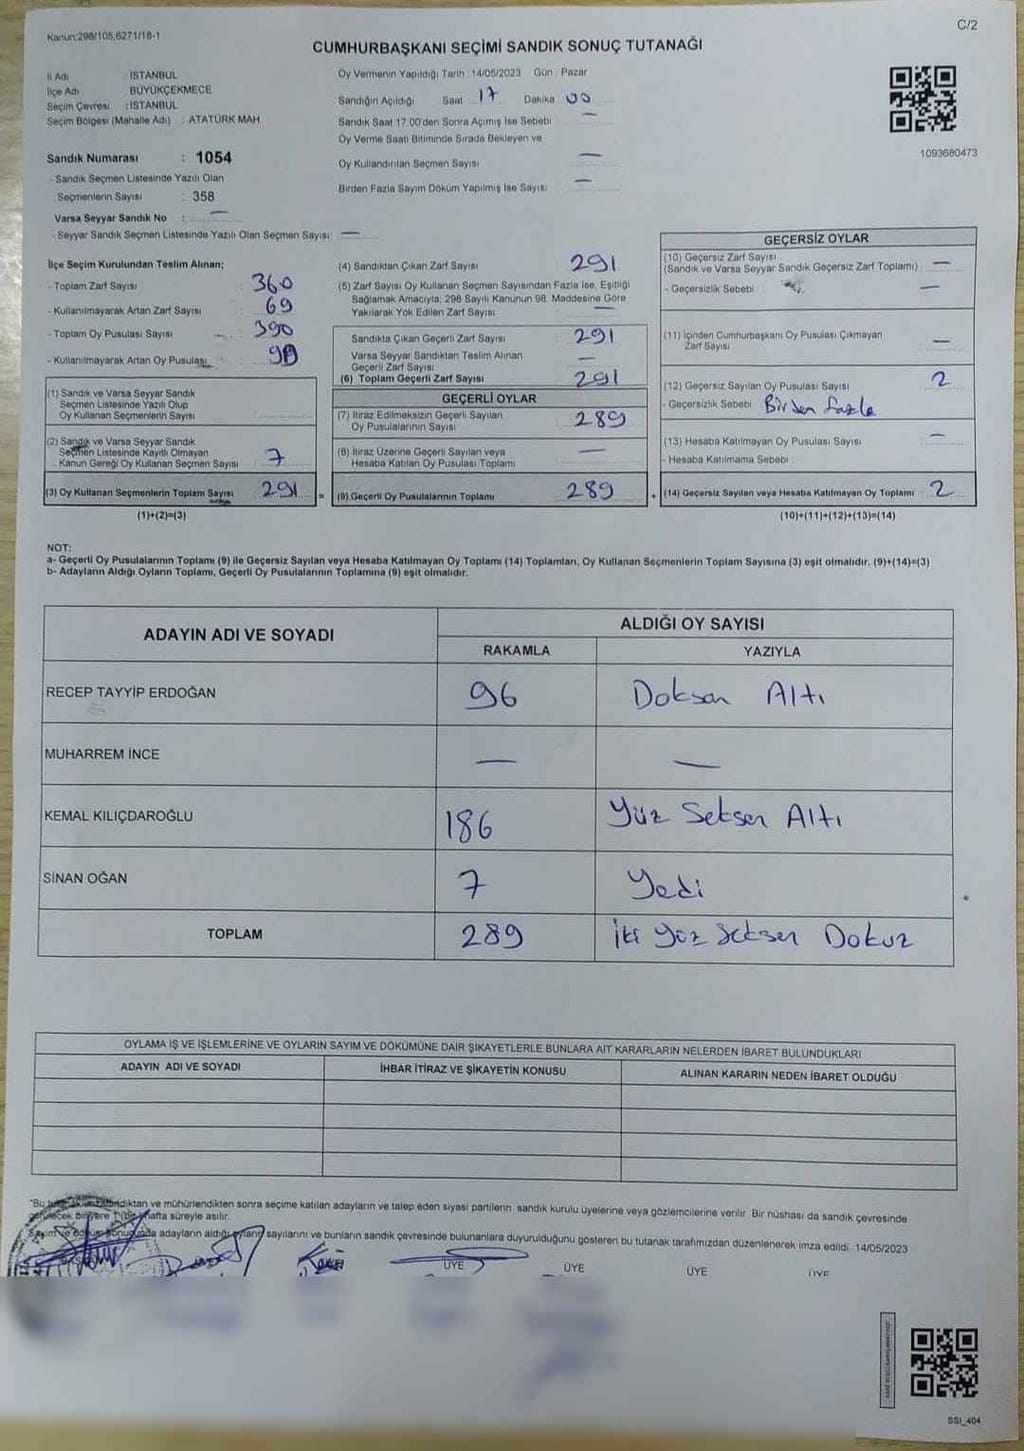 Kanun:298/105,6271/18-1
C/2
CUMHURBAŞKANI SEÇİMİ SANDIK SONUÇ TUTANAĞI
İl Adı : İSTANBUL
İlçe Adı : BÜYÜKÇEKMECE
Seçim Çevresi : İSTANBUL
Seçim Bölgesi (Mahalle Adı) : ATATÜRK MAH.
Sandık Numarası : 1054
- Sandık Seçmen Listesinde Yazılı Olan
Seçmenlerin Sayısı : 358
Varsa Seyyar Sandık No : —
- Seyyar Sandık Seçmen Listesinde Yazılı Olan Seçmen Sayısı: —
Oy Vermenin Yapıldığı Tarih : 14/05/2023 Gün : Pazar
Sandığın Açıldığı Saat 17 Dakika 00
Sandık Saat 17.00'den Sonra Açımış İse Sebebi —
Oy Verme Saati Bitiminde Sırada Bekleyen ve
Oy Kullandırılan Seçmen Sayısı —
Birden Fazla Sayım Döküm Yapılmış İse Sayısı —
1093680473
İlçe Seçim Kurulundan Teslim Alınan;
- Toplam Zarf Sayısı : 360
- Kullanılmayarak Artan Zarf Sayısı : 69
- Toplam Oy Pusulası Sayısı : 390
- Kullanılmayarak Artan Oy Pusulası
(1) Sandık ve Varsa Seyyar Sandık
Seçmen Listesinde Yazılı Olup
Oy Kullanan Seçmenlerin Sayısı
(2) Sandık ve Varsa Seyyar Sandık
Seçmen Listesinde Kayıtlı Olmayan
Kanun Gereği Oy Kullanan Seçmen Sayısı 7
(3) Oy Kullanan Seçmenlerin Toplam Sayısı 291 =
(1)+(2)=(3)
(4) Sandıktan Çıkan Zarf Sayısı 291
(5) Zarf Sayısı Oy Kullanan Seçmen Sayısından Fazla İse, Eşitliği
Sağlamak Amacıyla, 298 Sayılı Kanunun 98. Maddesine Göre
Yakılarak Yok Edilen Zarf Sayısı —
Sandıkta Çıkan Geçerli Zarf Sayısı 291
Varsa Seyyar Sandıktan Teslim Alınan
Geçerli Zarf Sayısı —
(6) Toplam Geçerli Zarf Sayısı 291
GEÇERLİ OYLAR
(7) İtiraz Edilmeksizin Geçerli Sayılan
Oy Pusulalarının Sayısı 289
(8) İtiraz Üzerine Geçerli Sayılan veya
Hesaba Katılan Oy Pusulası Toplamı —
(9) Geçerli Oy Pusulalarının Toplamı 289 +
GEÇERSİZ OYLAR
(10) Geçersiz Zarf Sayısı
(Sandık ve Varsa Seyyar Sandık Geçersiz Zarf Toplamı) —
- Geçersizlik Sebebi : —
(11) İçinden Cumhurbaşkanı Oy Pusulası Çıkmayan
Zarf Sayısı —
(12) Geçersiz Sayılan Oy Pusulası Sayısı 2
- Geçersizlik Sebebi : Birden fazla
(13) Hesaba Katılmayan Oy Pusulası Sayısı —
- Hesaba Katılmama Sebebi :
(14) Geçersiz Sayılan veya Hesaba Katılmayan Oy Toplamı 2
(10)+(11)+(12)+(13)=(14)
NOT:
a- Geçerli Oy Pusulalarının Toplamı (9) ile Geçersiz Sayılan veya Hesaba Katılmayan Oy Toplamı (14) Toplamları, Oy Kullanan Seçmenlerin Toplam Sayısına (3) eşit olmalıdır. (9)+(14)=(3)
b- Adayların Aldığı Oyların Toplamı, Geçerli Oy Pusulalarının Toplamına (9) eşit olmalıdır.
ADAYIN ADI VE SOYADI
ALDIĞI OY SAYISI
RAKAMLA YAZIYLA
RECEP TAYYİP ERDOĞAN 96 Doksan Altı
MUHARREM İNCE — —
KEMAL KILIÇDAROĞLU 186 Yüz Seksen Altı
SİNAN OĞAN 7 Yedi
TOPLAM 289 İki Yüz Seksen Dokuz
OYLAMA İŞ VE İŞLEMLERİNE VE OYLARIN SAYIM VE DÖKÜMÜNE DAİR ŞİKAYETLERLE BUNLARA AİT KARARLARIN NELERDEN İBARET BULUNDUKLARI
ADAYIN ADI VE SOYADI İHBAR İTİRAZ VE ŞİKAYETİN KONUSU ALINAN KARARIN NEDEN İBARET OLDUĞU
ve mühürlendikten sonra seçime katılan adayların ve talep eden siyasi partilerin sandık kurulu üyelerine veya gözlemcilerine verilir. Bir nüshası da sandık çevresinde
hafta süreyle asılır.
adayların aldığı oyların sayılarını ve bunların sandık çevresinde bulunanlara duyurulduğunu gösteren bu tutanak tarafımızdan düzenlenerek imza edildi. 14/05/2023
ÜYE ÜYE ÜYE ÜYE
SSI_404